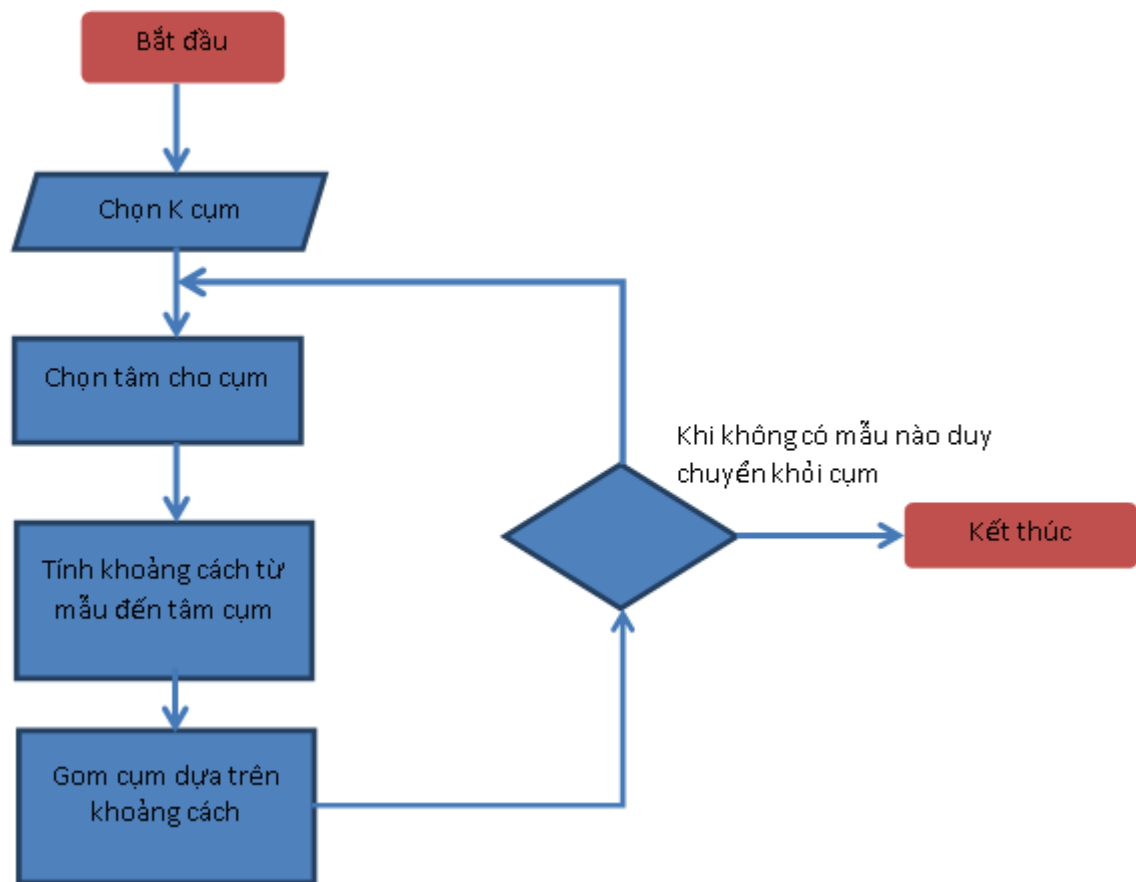 Bắt đầu
Chọn K cụm
Chọn tâm cho cụm
Tính khoảng cách từ
mẫu đến tâm cụm
Gom cụm dựa trên
khoảng cách
Khi không có mẫu nào duy
chuyển khỏi cụm
Kết thúc